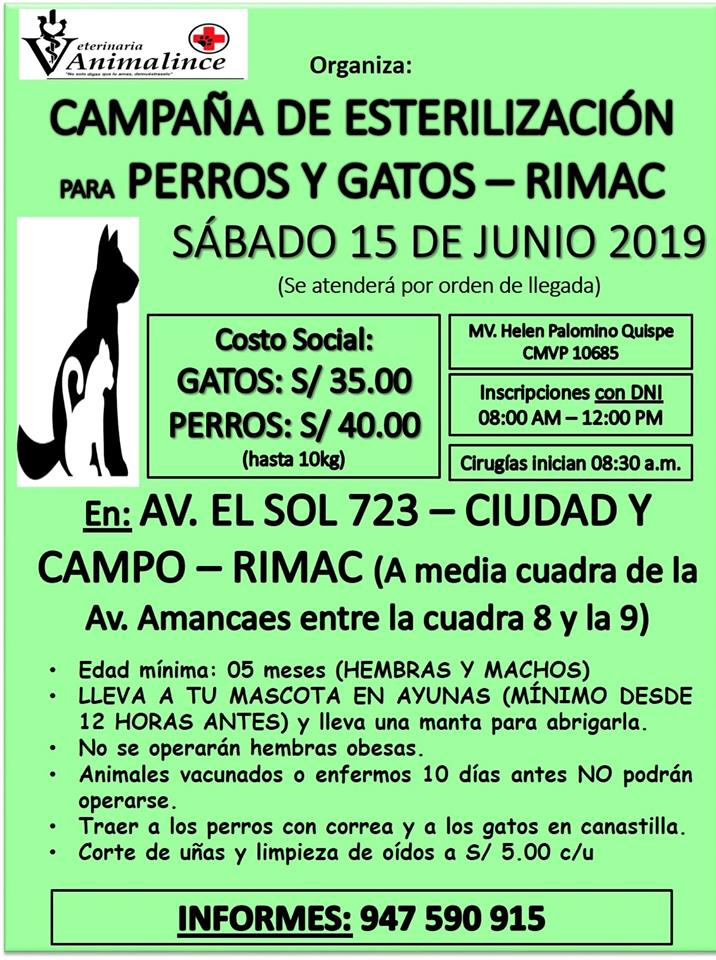 Veterinaria
Animalince
"No solo digas que lo amas, demuéstraselo"
Organiza:
CAMPAÑA DE ESTERILIZACIÓN
PARA PERROS Y GATOS – RIMAC
SÁBADO 15 DE JUNIO 2019
(Se atenderá por orden de llegada)
Costo Social:
GATOS: S/ 35.00
PERROS: S/ 40.00
(hasta 10kg)
MV. Helen Palomino Quispe
CMVP 10685
Inscripciones con DNI
08:00 AM – 12:00 PM
Cirugías inician 08:30 a.m.
En: AV. EL SOL 723 – CIUDAD Y
CAMPO – RIMAC (A media cuadra de la
Av. Amancaes entre la cuadra 8 y la 9)
• Edad mínima: 05 meses (HEMBRAS Y MACHOS)
• LLEVA A TU MASCOTA EN AYUNAS (MÍNIMO DESDE
12 HORAS ANTES) y lleva una manta para abrigarla.
• No se operarán hembras obesas.
• Animales vacunados o enfermos 10 días antes NO podrán
operarse.
• Traer a los perros con correa y a los gatos en canastilla.
• Corte de uñas y limpieza de oídos a S/ 5.00 c/u
INFORMES: 947 590 915